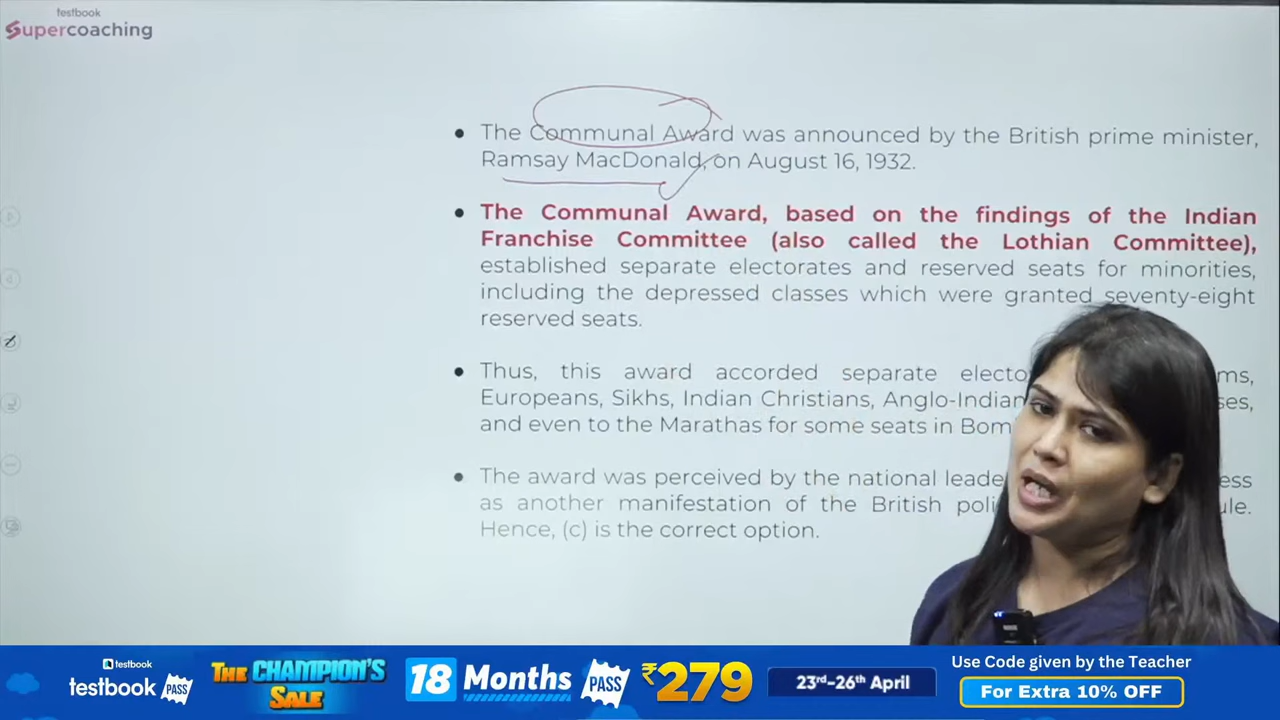 testbook
Supercoaching
• The Communal Award was announced by the British prime minister,
Ramsay MacDonald, on August 16, 1932.
• The Communal Award, based on the findings of the Indian
Franchise Committee (also called the Lothian Committee),
established separate electorates and reserved seats for minorities,
including the depressed classes which were granted seventy-eight
reserved seats.
• Thus, this award accorded separate electo ms,
Europeans, Sikhs, Indian Christians, Anglo-Indian ses,
and even to the Marathas for some seats in Bom
• The award was perceived by the national leade ess
as another manifestation of the British poli ule.
Hence, (c) is the correct option.
testbook
testbook PASS
THE CHAMPION'S
SALE
18 Months PASS ₹279
23rd-26th April
Use Code given by the Teacher
For Extra 10% OFF